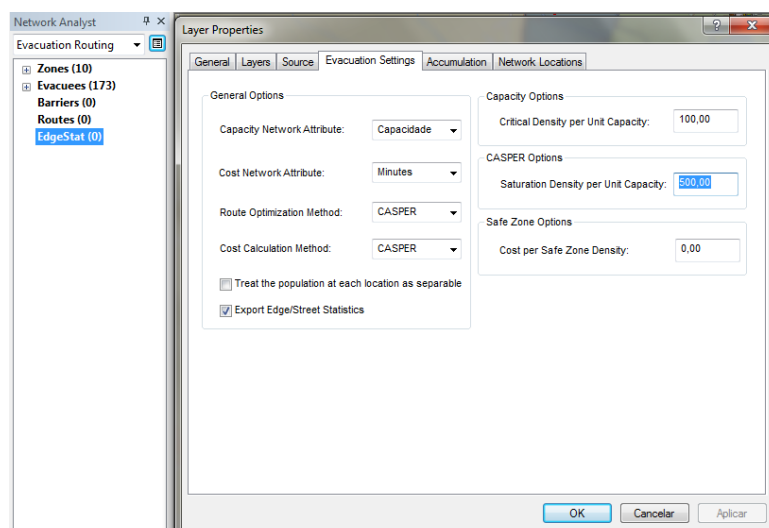 Network Analyst
Evacuation Routing
Zones (10)
Evacuees (173)
Barriers (0)
Routes (0)
EdgeStat (0)
Layer Properties
General Layers Source Evacuation Settings Accumulation Network Locations
General Options
Capacity Network Attribute: Capacidade
Cost Network Attribute: Minutes
Route Optimization Method: CASPER
Cost Calculation Method: CASPER
Treat the population at each location as separable
Export Edge/Street Statistics
Capacity Options
Critical Density per Unit Capacity: 100,00
CASPER Options
Saturation Density per Unit Capacity: 500,00
Safe Zone Options
Cost per Safe Zone Density: 0,00
OK Cancelar Aplicar